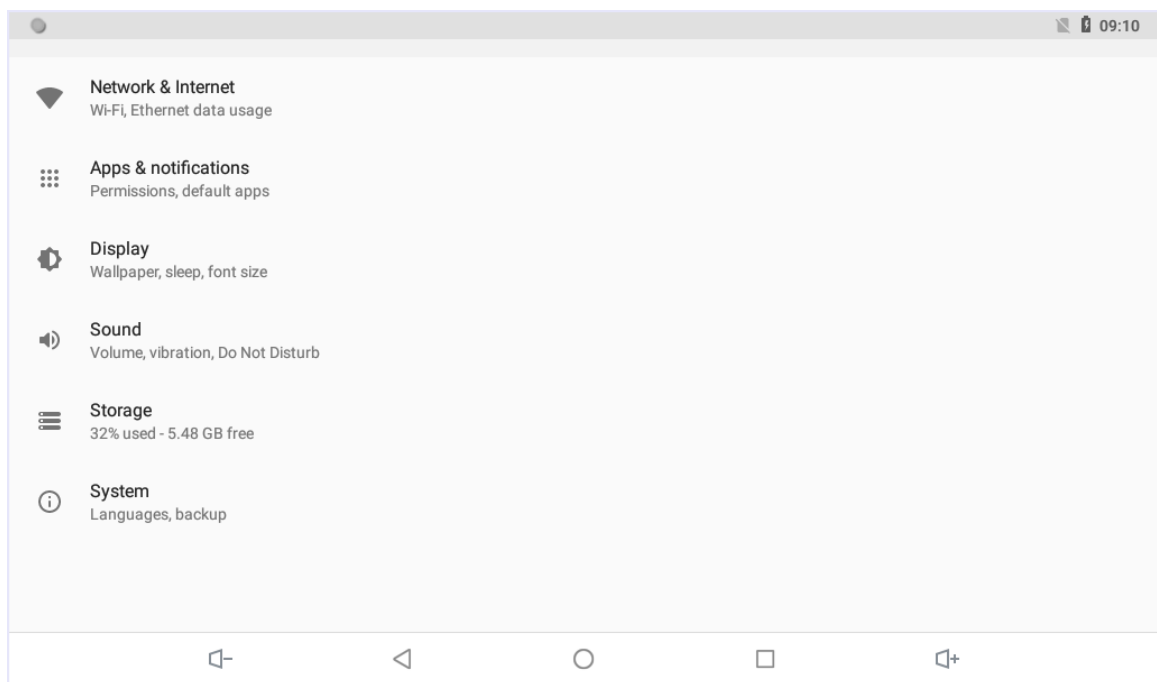 09:10
Network & Internet
Wi-Fi, Ethernet data usage
Apps & notifications
Permissions, default apps
Display
Wallpaper, sleep, font size
Sound
Volume, vibration, Do Not Disturb
Storage
32% used - 5.48 GB free
System
Languages, backup